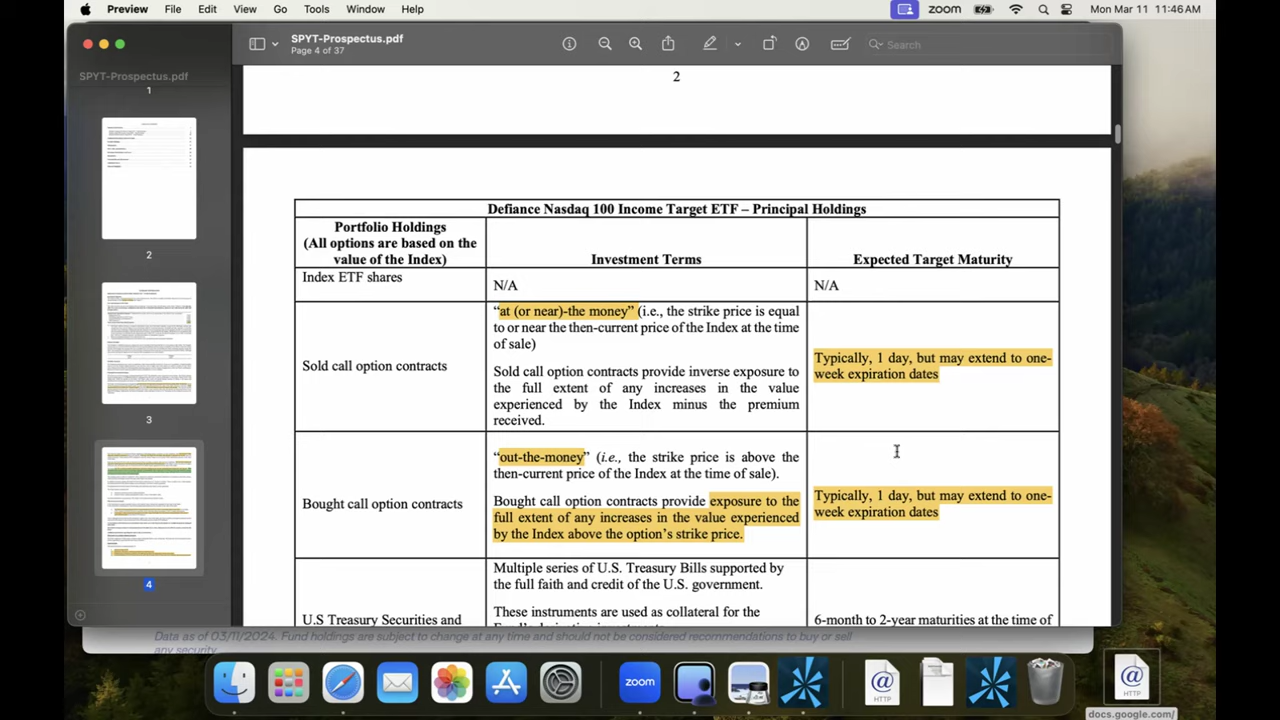 Preview File Edit View Go Tools Window Help zoom Mon Mar 11 11:46 AM
SPYT-Prospectus.pdf
Page 4 of 37
Search
SPYT-Prospectus.pdf
1
2
3
4
2
Defiance Nasdaq 100 Income Target ETF – Principal Holdings
Portfolio Holdings
(All options are based on the
value of the Index)
Investment Terms
Expected Target Maturity
Index ETF shares
N/A
N/A
Sold call option contracts
“at (or near)-the money” (i.e., the strike price is equal
to or near the then-current price of the Index at the time
of sale)
Sold call option contracts provide inverse exposure to
the full extent of any increases in the value
experienced by the Index minus the premium
received.
Typically, 1 day, but may extend to one-
week expiration dates
Bought call option contracts
“out-the-money” (i.e., the strike price is above the
then-current price of the Index at the time of sale).
Bought call option contracts provide exposure to the
full extent of any increases in the value experienced
by the Index above the option’s strike price.
Typically, 1 day, but may extend to one-
week expiration dates
U.S Treasury Securities and
Multiple series of U.S. Treasury Bills supported by
the full faith and credit of the U.S. government.
These instruments are used as collateral for the
6-month to 2-year maturities at the time of
Data as of 03/11/2024. Fund holdings are subject to change at any time and should not be considered recommendations to buy or sell
any security.
zoom
HTTP
HTTP
docs.google.com/